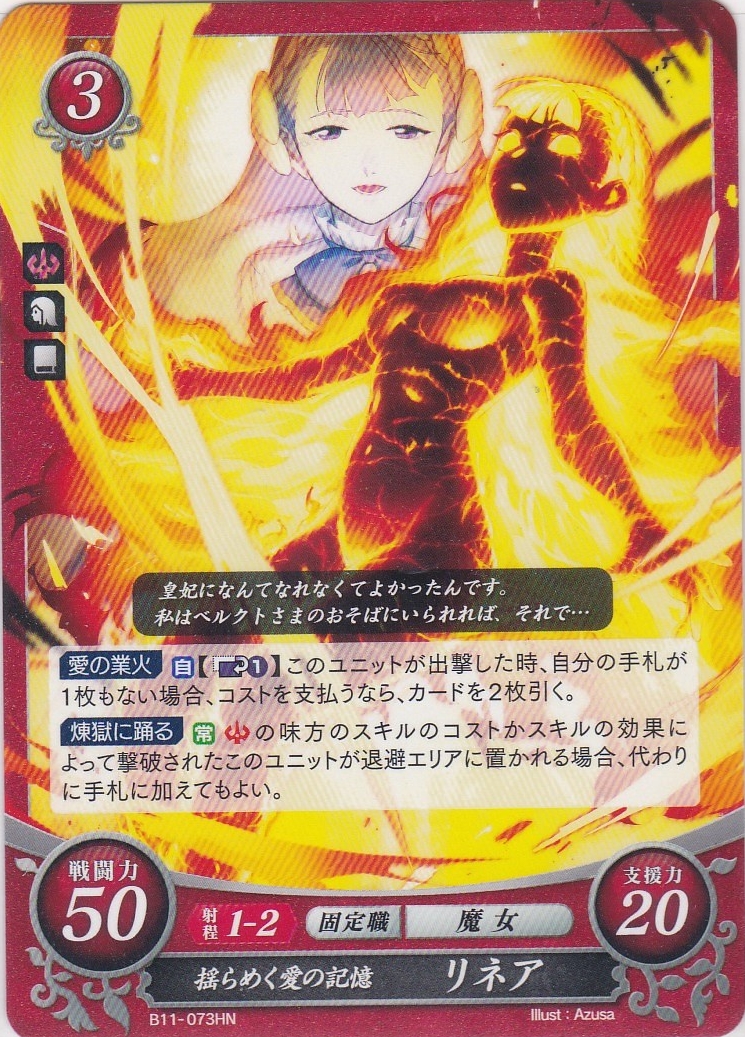 3
皇妃になんてなれなくてよかったんです。
私はベルクトさまのおそばにいられれば、それで…
愛の業火 自【1】このユニットが出撃した時、自分の手札が
1枚もない場合、コストを支払うなら、カードを2枚引く。
煉獄に踊る 常 の味方のスキルのコストかスキルの効果に
よって撃破されたこのユニットが退避エリアに置かれる場合、代わり
に手札に加えてもよい。
戦闘力
50
射程 1-2 固定職 魔女
支援力
20
揺らめく愛の記憶 リネア
B11-073HN
Illust : Azusa